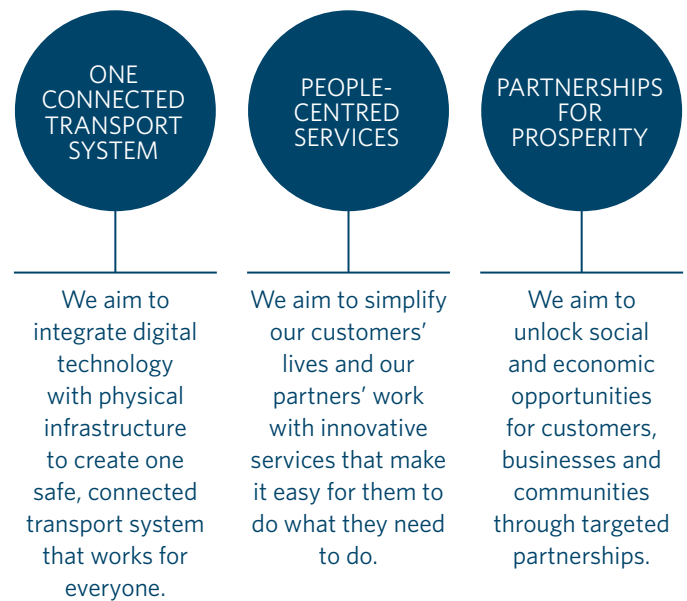 ONE
CONNECTED
TRANSPORT
SYSTEM
We aim to
integrate digital
technology
with physical
infrastructure
to create one
safe, connected
transport system
that works for
everyone.
PEOPLE-
CENTRED
SERVICES
We aim to simplify
our customers’
lives and our
partners’ work
with innovative
services that make
it easy for them to
do what they need
to do.
PARTNERSHIPS
FOR
PROSPERITY
We aim to
unlock social
and economic
opportunities
for customers,
businesses and
communities
through targeted
partnerships.